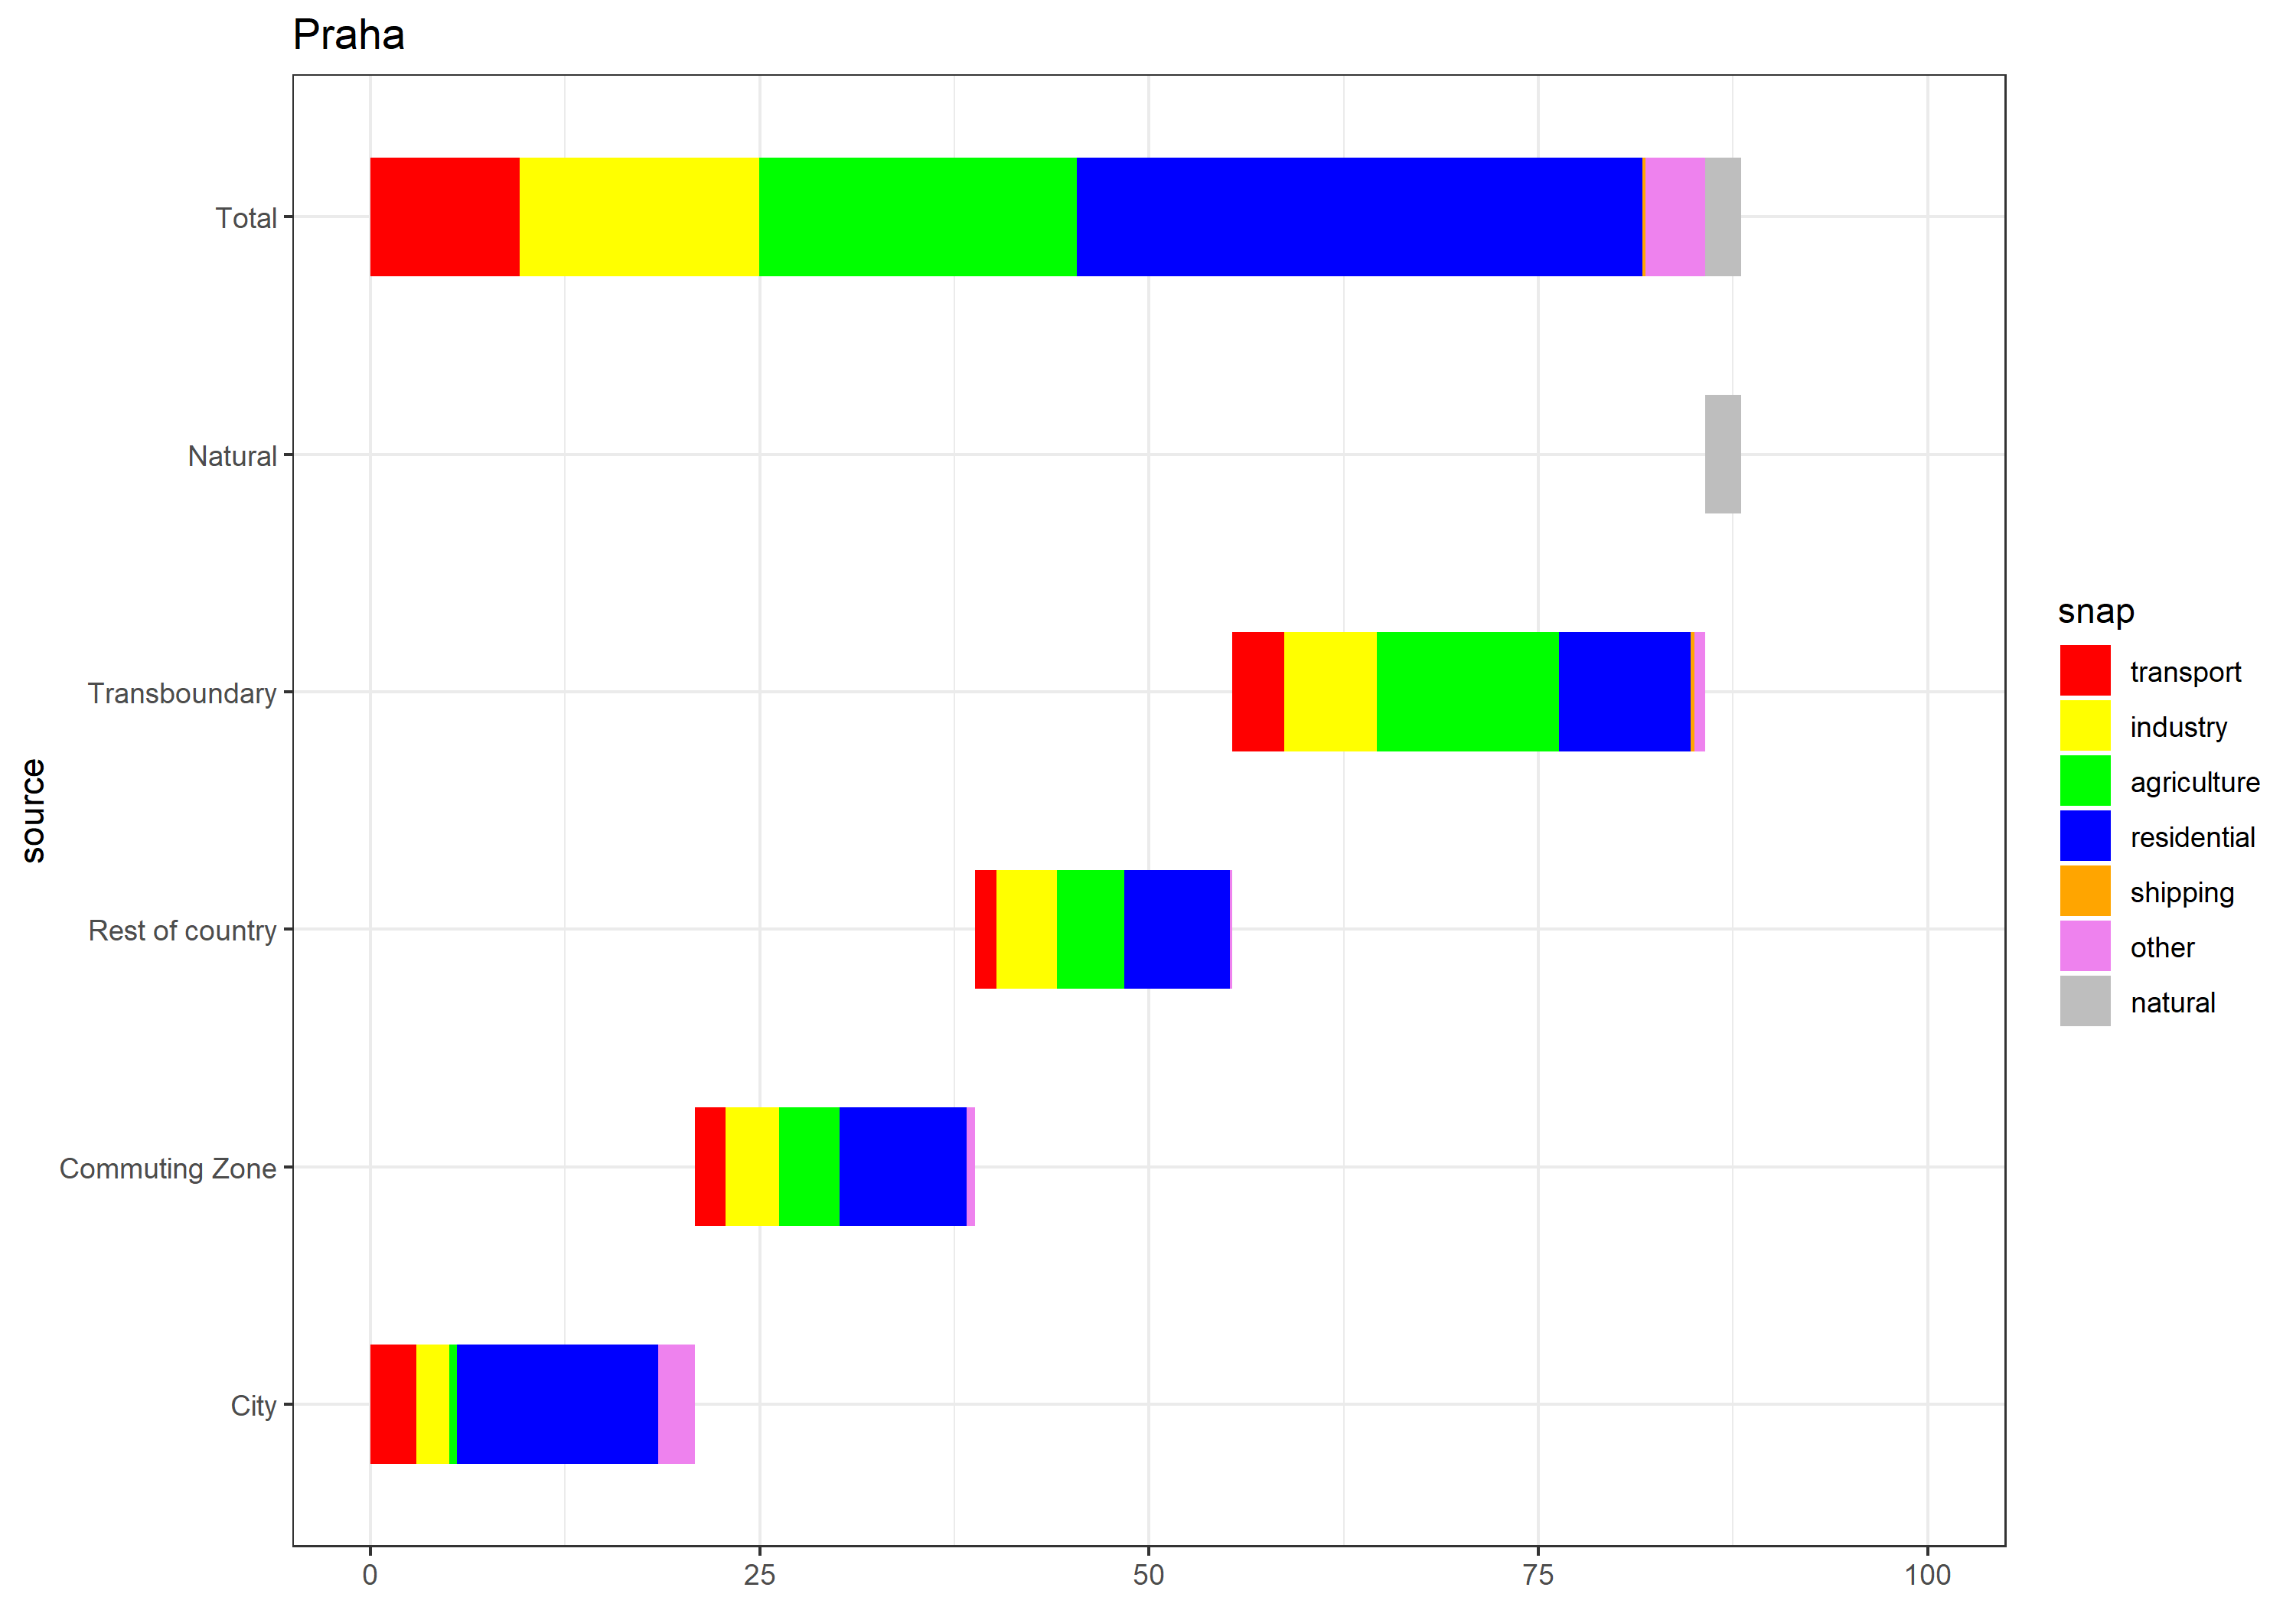 Praha
Total
Natural
Transboundary
Rest of country
Commuting Zone
City
source
0 25 50 75 100
snap
transport
industry
agriculture
residential
shipping
other
natural